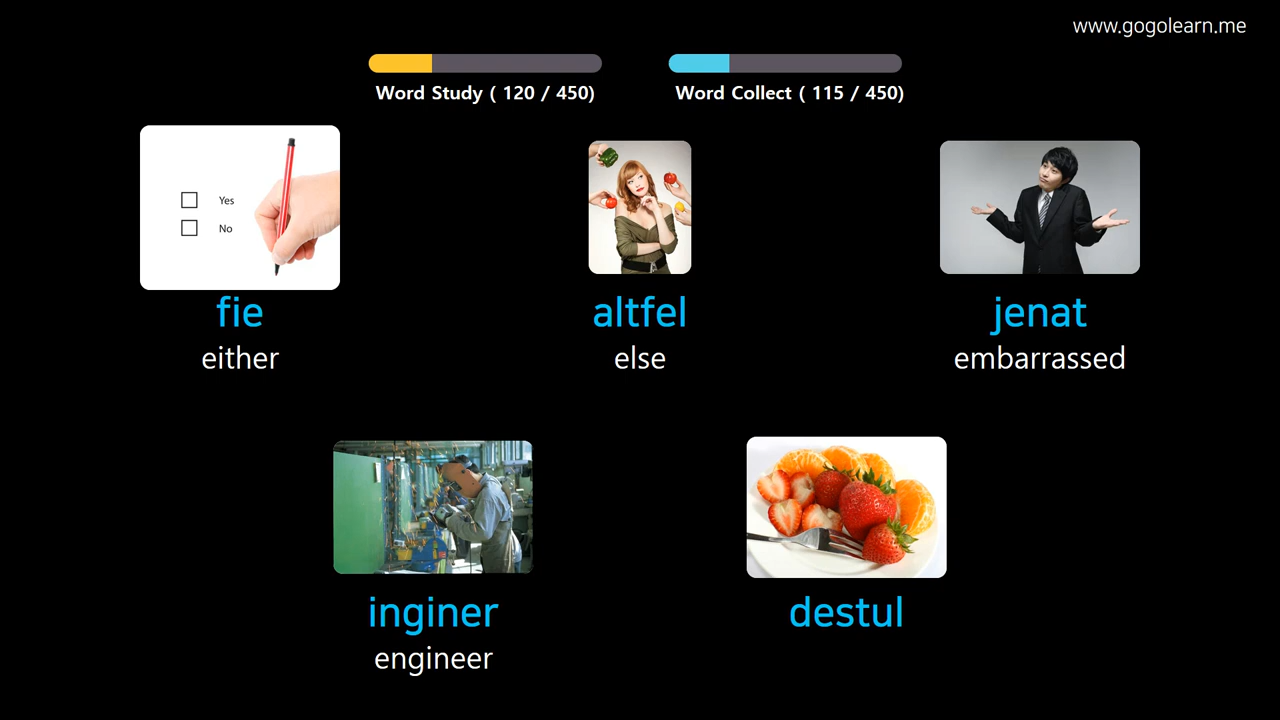 www.gogolearn.me
Word Study ( 120 / 450)
Word Collect ( 115 / 450)
Yes
No
fie
either
altfel
else
jenat
embarrassed
inginer
engineer
destul